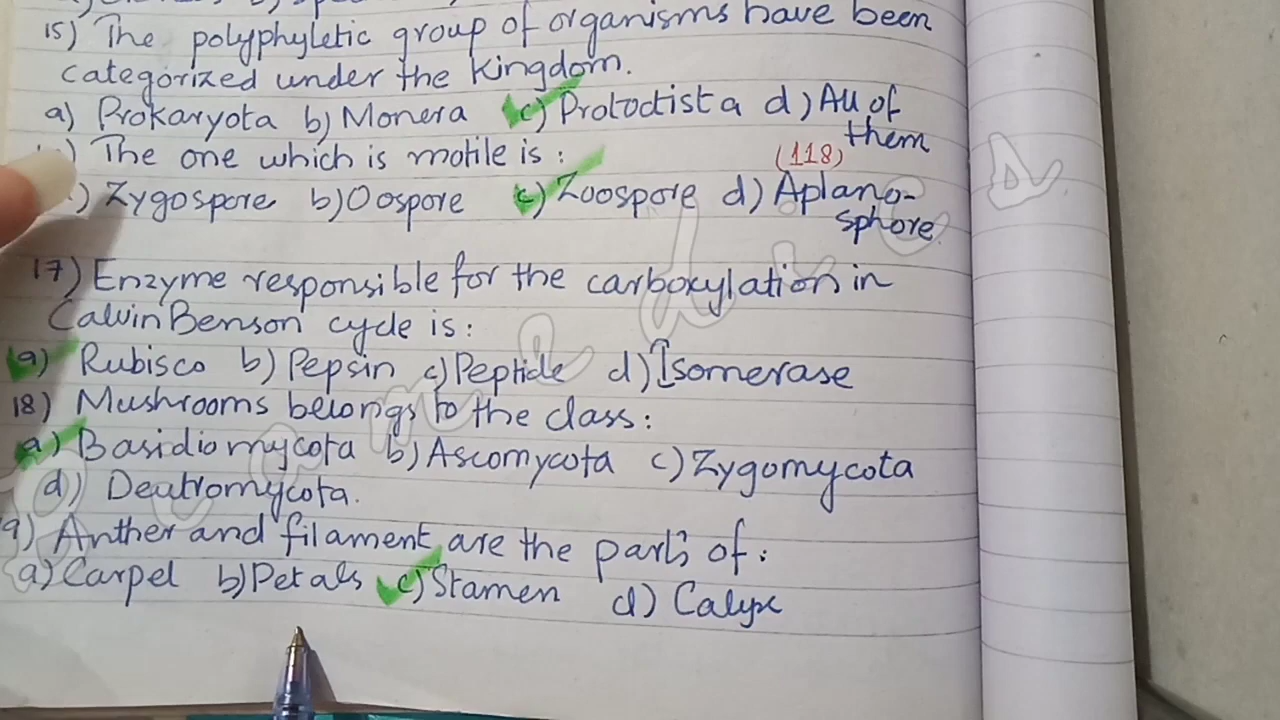 15) The polyphyletic group of organisms have been
categorized under the kingdom.
a) Prokaryota b) Monera c) Protoctista d) All of
them
) The one which is motile is :
(118)
) Zygospore b) Oospore c) Zoospore d) Aplano-
sphore
17) Enzyme responsible for the carboxylation in
Calvin Benson cycle is :
a) Rubisco b) Pepsin c) Peptide d) Isomerase
18) Mushrooms belongs to the class :
a) Basidiomycota b) Ascomycota c) Zygomycota
d) Deutromycota.
9) Anther and filament are the parts of :
a) Carpel b) Petals c) Stamen d) Calyx